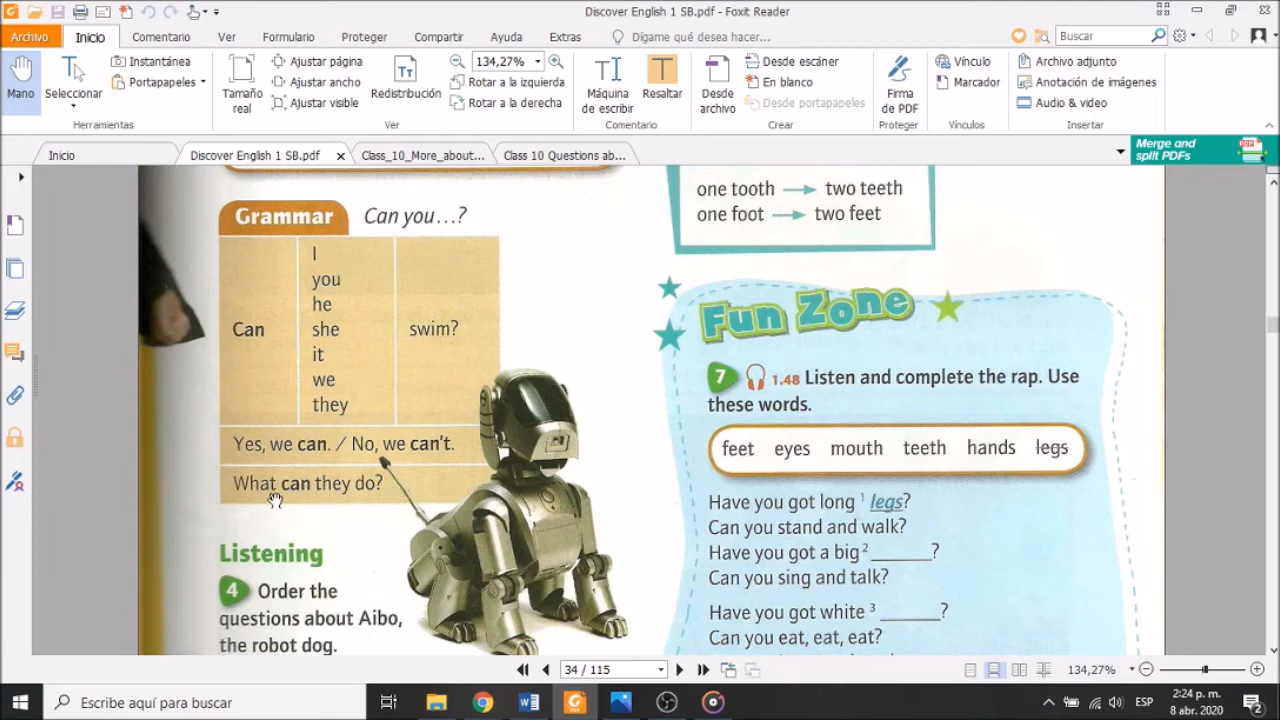 Discover English 1 SB.pdf - Foxit Reader
Archivo Inicio Comentario Ver Formulario Proteger Compartir Ayuda Extras Dígame qué desea hacer... Buscar
Mano
Seleccionar
Instantánea
Portapapeles
Herramientas
Tamaño real
Ajustar página
Ajustar ancho
Ajustar visible
Redistribución
134,27%
Rotar a la izquierda
Rotar a la derecha
Ver
Máquina de escribir
Resaltar
Comentario
Desde archivo
Desde escáner
En blanco
Desde portapapeles
Crear
Firma de PDF
Proteger
Vínculo
Marcador
Vínculos
Archivo adjunto
Anotación de imágenes
Audio & video
Insertar
Inicio Discover English 1 SB.pdf Class_10_More_about... Class 10 Questions ab...
Merge and
split PDFs
Grammar Can you...?
Can
I
you
he
she
it
we
they
swim?
Yes, we can. / No, we can't.
What can they do?
Listening
4 Order the
questions about Aibo,
the robot dog.
one tooth → two teeth
one foot → two feet
Fun Zone
7 1.48 Listen and complete the rap. Use
these words.
feet eyes mouth teeth hands legs
Have you got long 1 legs?
Can you stand and walk?
Have you got a big 2 ______?
Can you sing and talk?
Have you got white 3 ______?
Can you eat, eat, eat?
34 / 115
134,27%
Escribe aquí para buscar
ESP
2:24 p. m.
8 abr. 2020
2